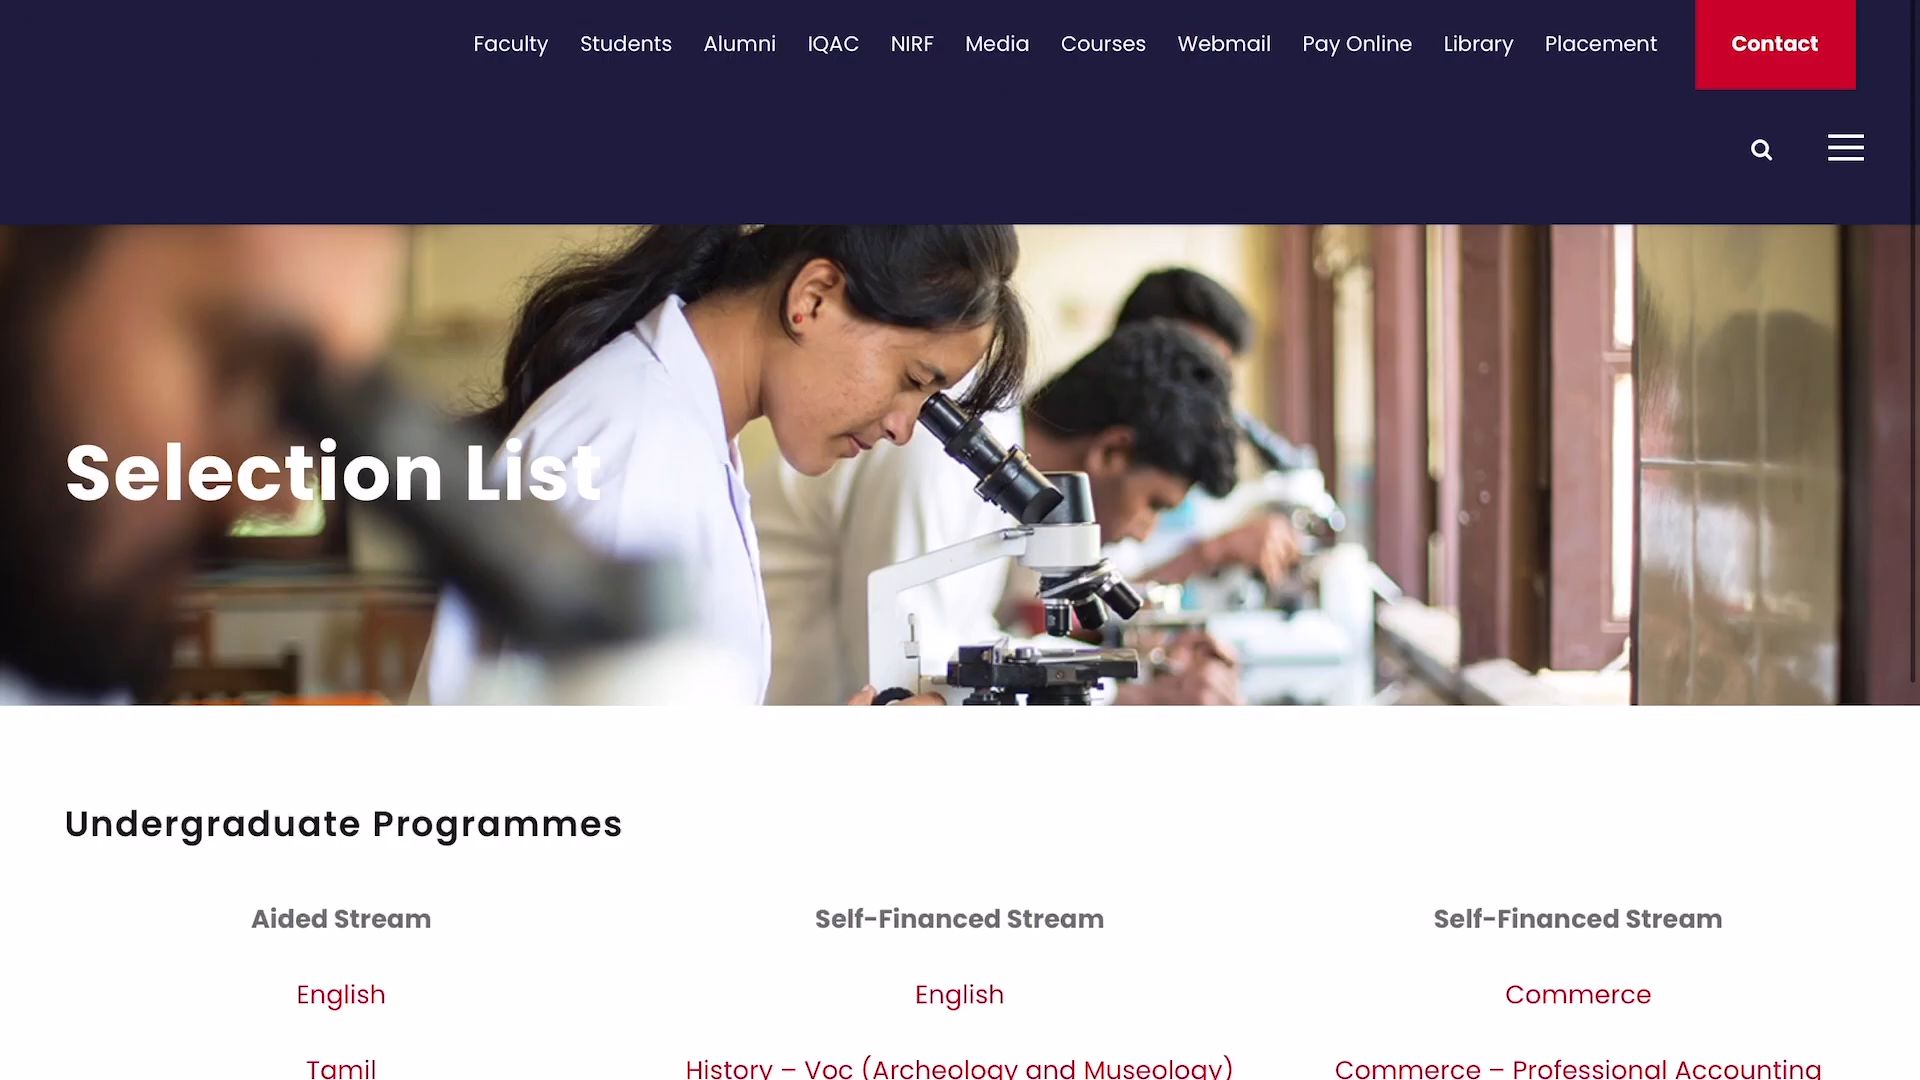 Faculty Students Alumni IQAC NIRF Media Courses Webmail Pay Online Library Placement Contact
Selection List
Undergraduate Programmes
Aided Stream Self-Financed Stream Self-Financed Stream
English English Commerce
Tamil History – Voc (Archeology and Museology) Commerce – Professional Accounting